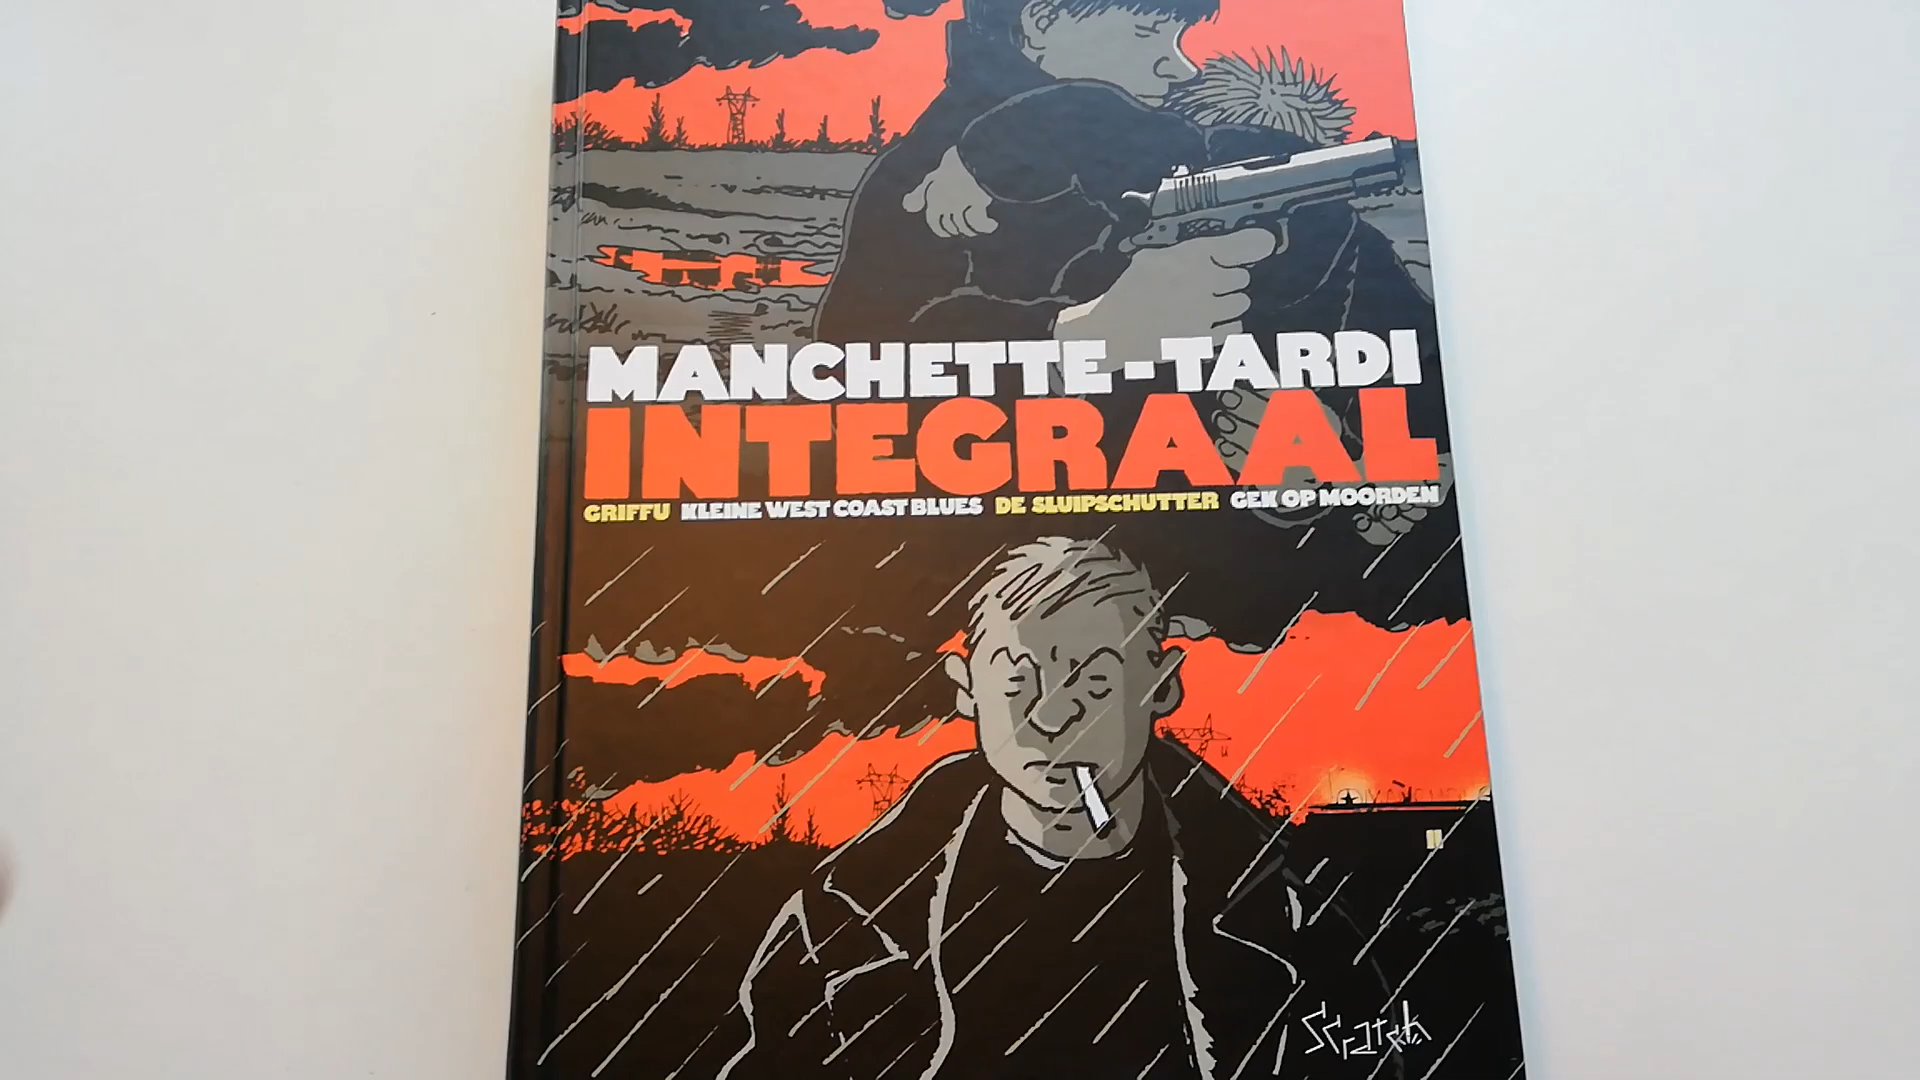 MANCHETTE-TARDI
INTEGRAAL
GRIFFU KLEINE WEST COAST BLUES DE SLUIPSCHUTTER GEK OP MOORDEN
Scratch